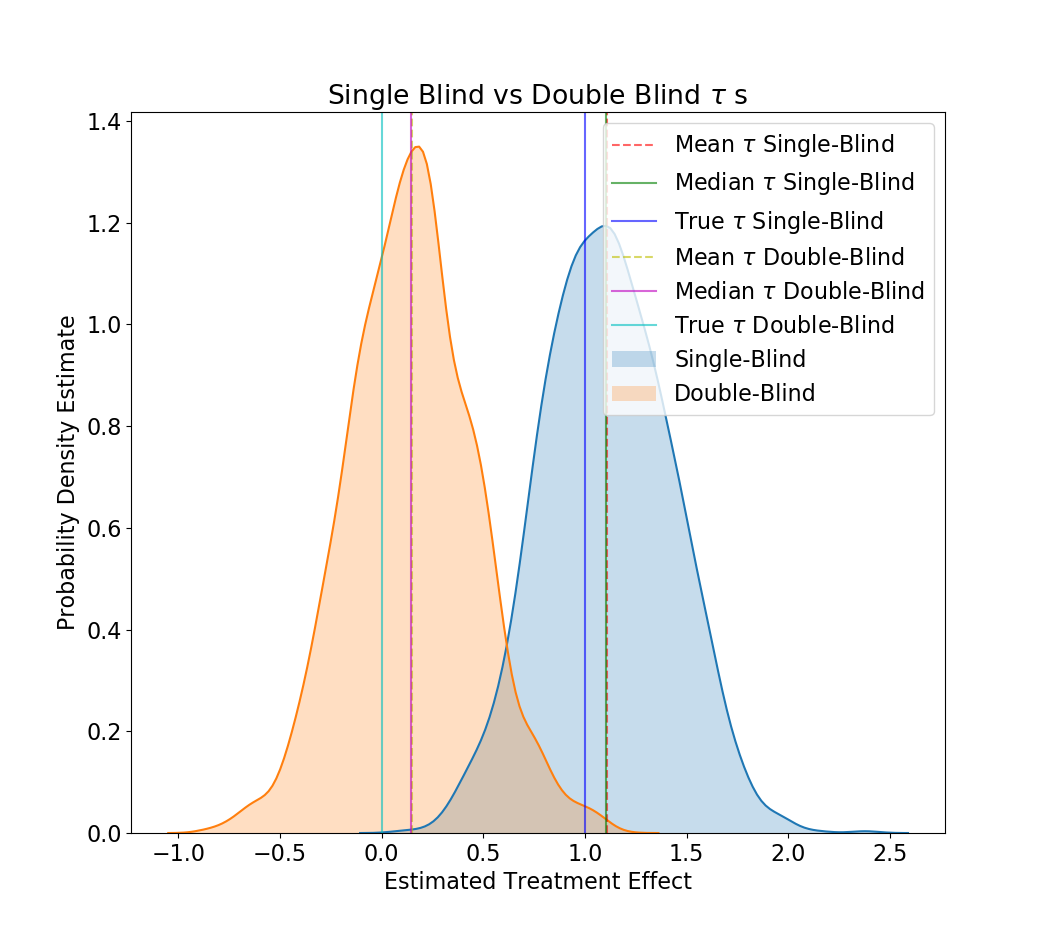 Single Blind vs Double Blind τ s
Probability Density Estimate
1.4
1.2
1.0
0.8
0.6
0.4
0.2
0.0
Mean τ Single-Blind
Median τ Single-Blind
True τ Single-Blind
Mean τ Double-Blind
Median τ Double-Blind
True τ Double-Blind
Single-Blind
Double-Blind
−1.0 −0.5 0.0 0.5 1.0 1.5 2.0 2.5
Estimated Treatment Effect